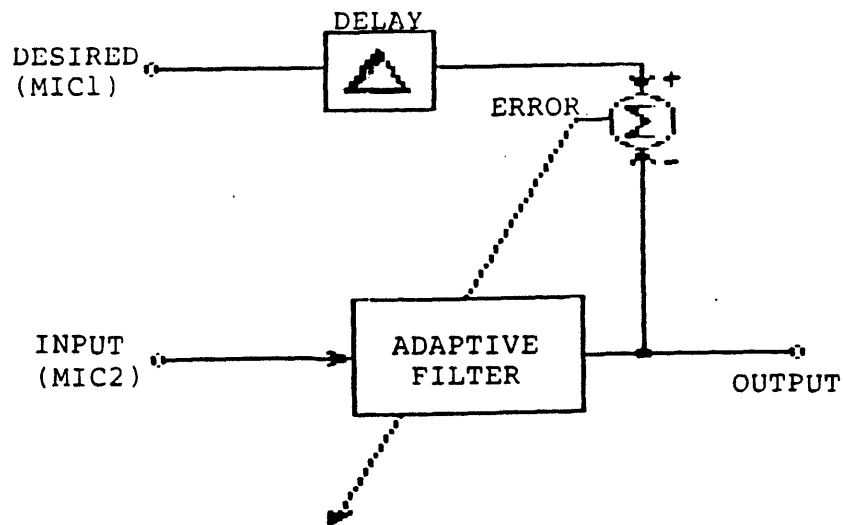 DELAY
DESIRED
(MIC1)
+
ERROR
Σ
-
INPUT
(MIC2)
ADAPTIVE
FILTER
OUTPUT